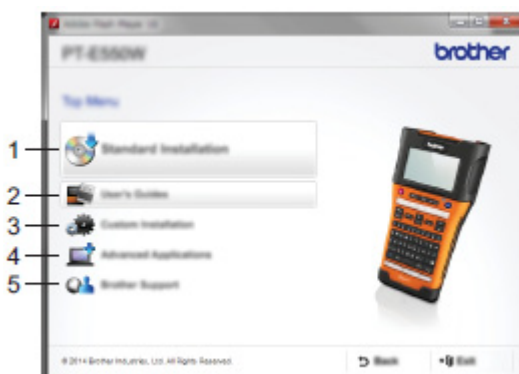 Adobe Flash Player
PT-E550W
brother
Top Menu
1
Standard Installation
2
User's Guides
3
Custom Installation
4
Advanced Applications
5
Brother Support
© 2014 Brother Industries, Ltd. All Rights Reserved.
Back
Exit